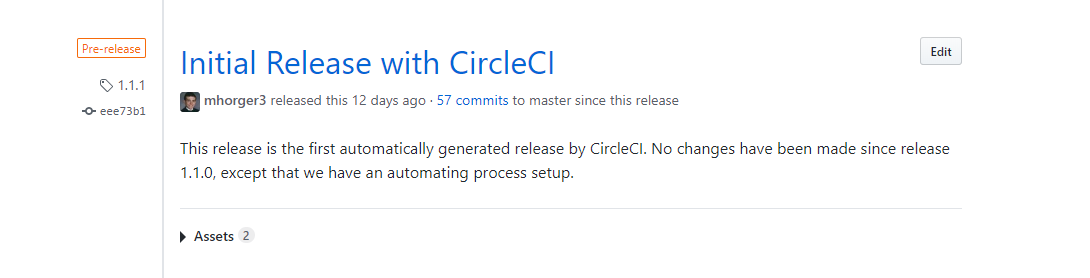 Pre-release
1.1.1
eee73b1
Initial Release with CircleCI
Edit
mhorger3 released this 12 days ago · 57 commits to master since this release
This release is the first automatically generated release by CircleCI. No changes have been made since release
1.1.0, except that we have an automating process setup.
Assets 2